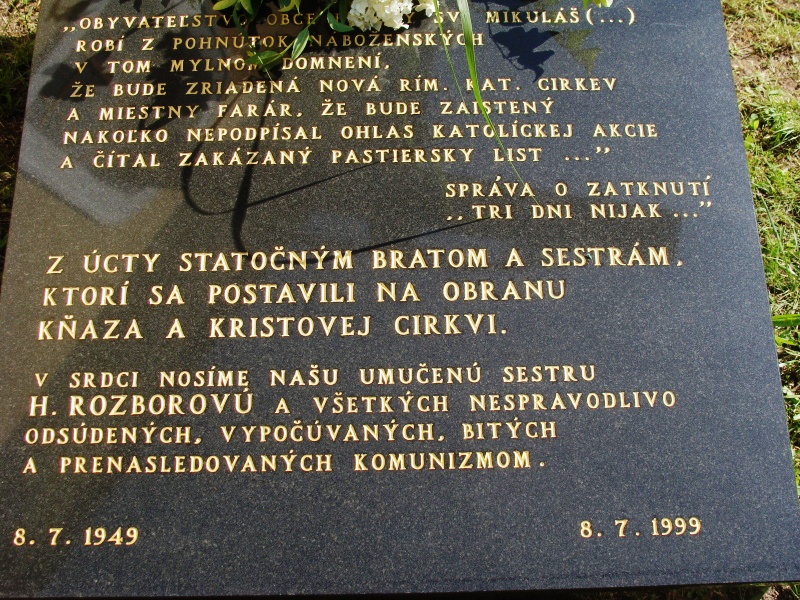 „OBYVATEĽSTVO OBCE SV. MIKULÁŠ (...)
ROBÍ Z POHNÚTOK NÁBOŽENSKÝCH
V TOM MYLNOM DOMNENÍ,
ŽE BUDE ZRIADENÁ NOVÁ RÍM. KAT. CIRKEV
A MIESTNY FARÁR, ŽE BUDE ZAISTENÝ
NAKOĽKO NEPODPÍSAL OHLAS KATOLÍCKEJ AKCIE
A ČÍTAL ZAKÁZANÝ PASTIERSKY LIST ..."
SPRÁVA O ZATKNUTÍ
„TRI DNI NIJAK ..."
Z ÚCTY STATOČNÝM BRATOM A SESTRÁM,
KTORÍ SA POSTAVILI NA OBRANU
KŇAZA A KRISTOVEJ CIRKVI.
V SRDCI NOSÍME NAŠU UMUČENÚ SESTRU
H. ROZBOROVÚ A VŠETKÝCH NESPRAVODLIVO
ODSÚDENÝCH, VYPOČÚVANÝCH, BITÝCH
A PRENASLEDOVANÝCH KOMUNIZMOM.
8. 7. 1949
8. 7. 1999